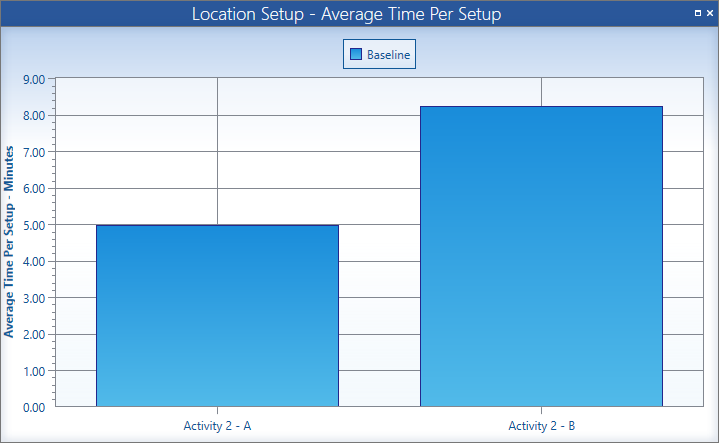 Location Setup - Average Time Per Setup
Baseline
Average Time Per Setup - Minutes
9.00
8.00
7.00
6.00
5.00
4.00
3.00
2.00
1.00
0.00
Activity 2 - A
Activity 2 - B